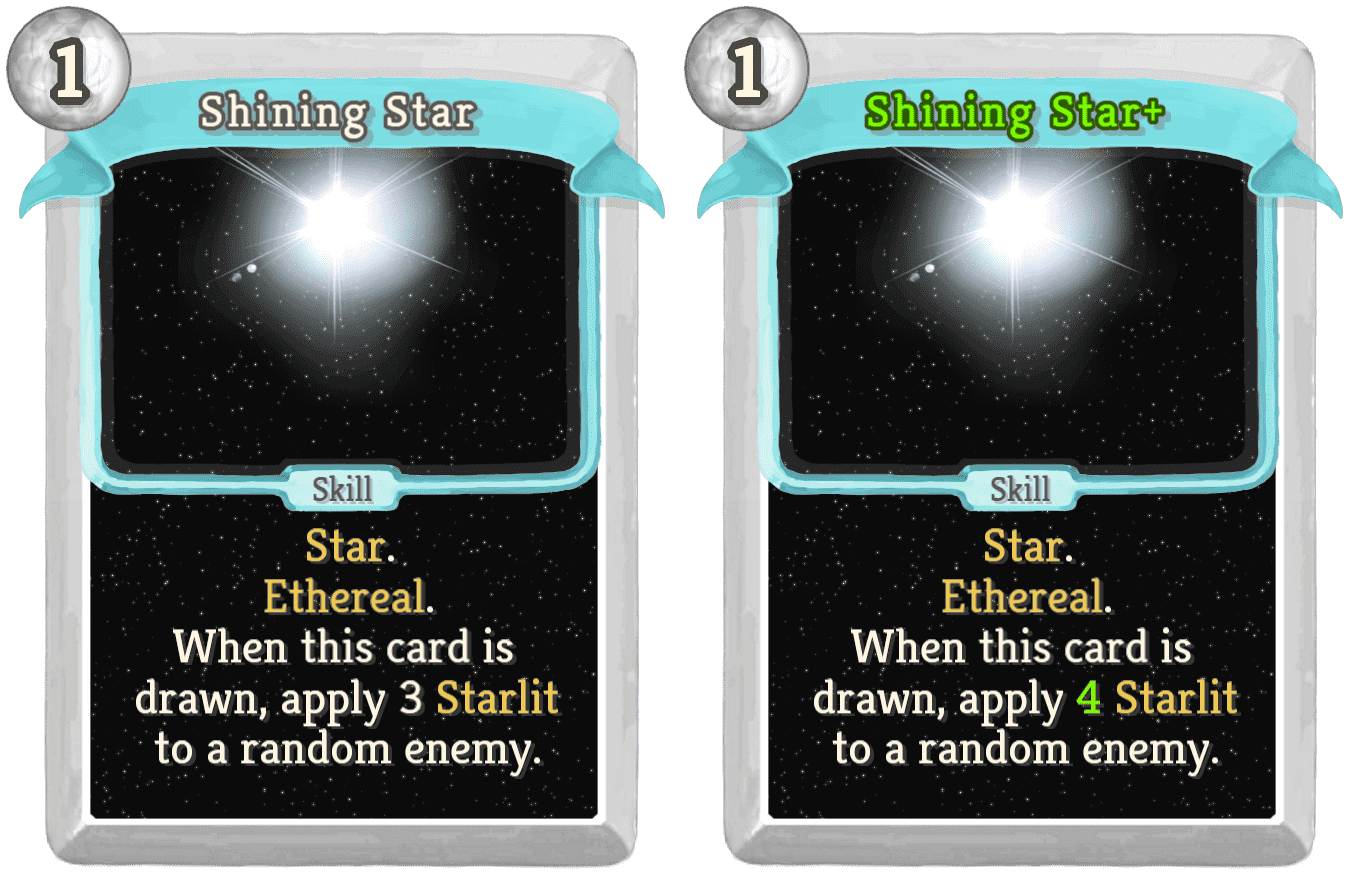 1
Shining Star
Skill
Star.
Ethereal.
When this card is
drawn, apply 3 Starlit
to a random enemy.
1
Shining Star+
Skill
Star.
Ethereal.
When this card is
drawn, apply 4 Starlit
to a random enemy.